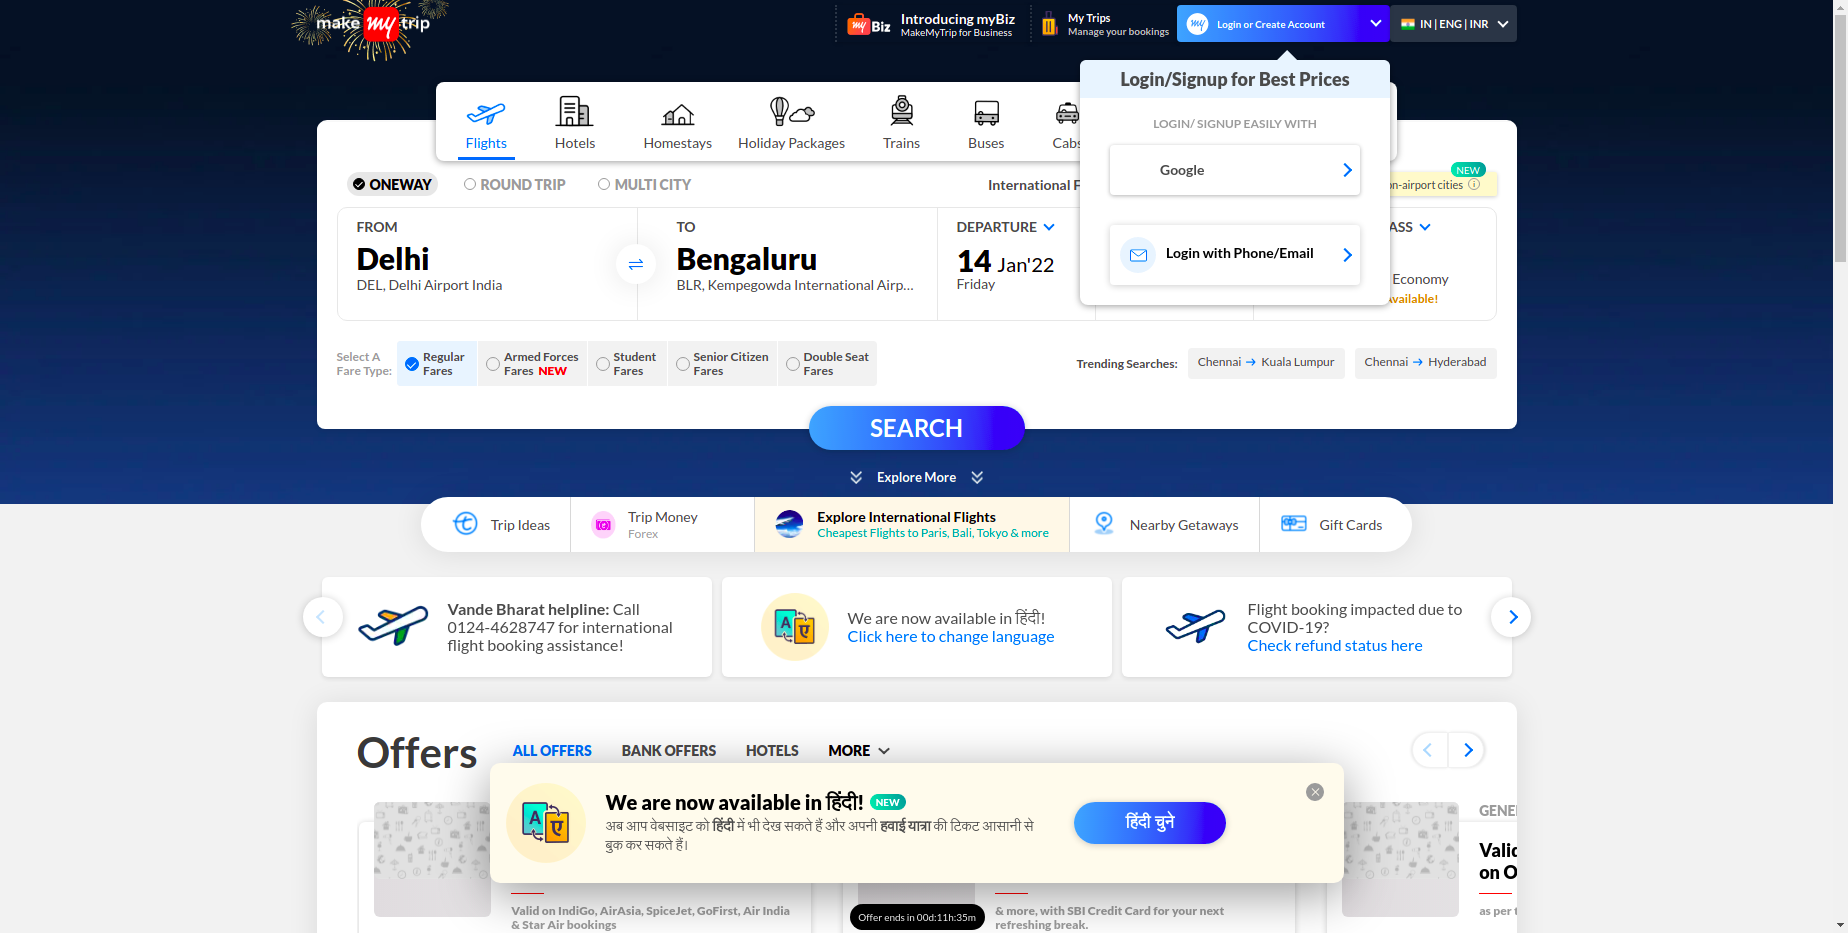 make my trip
my Biz
Introducing myBiz
MakeMyTrip for Business
My Trips
Manage your bookings
my
Login or Create Account
IN | ENG | INR
Login/Signup for Best Prices
LOGIN/ SIGNUP EASILY WITH
Google
Login with Phone/Email
Flights
Hotels
Homestays
Holiday Packages
Trains
Buses
Cabs
ONEWAY
ROUND TRIP
MULTI CITY
International F
NEW
on-airport cities
FROM
Delhi
DEL, Delhi Airport India
TO
Bengaluru
BLR, Kempegowda International Airp...
DEPARTURE
14 Jan'22
Friday
ASS
Economy
Available!
Select A
Fare Type:
Regular
Fares
Armed Forces
Fares NEW
Student
Fares
Senior Citizen
Fares
Double Seat
Fares
Trending Searches:
Chennai → Kuala Lumpur
Chennai → Hyderabad
SEARCH
Explore More
Trip Ideas
Trip Money
Forex
Explore International Flights
Cheapest Flights to Paris, Bali, Tokyo & more
Nearby Getaways
Gift Cards
Vande Bharat helpline: Call
0124-4628747 for international
flight booking assistance!
A ए
We are now available in हिंदी!
Click here to change language
Flight booking impacted due to
COVID-19?
Check refund status here
Offers
ALL OFFERS
BANK OFFERS
HOTELS
MORE
A ए
We are now available in हिंदी! NEW
अब आप वेबसाइट को हिंदी में भी देख सकते हैं और अपनी हवाई यात्रा की टिकट आसानी से
बुक कर सकते हैं।
हिंदी चुने
Valid on IndiGo, AirAsia, SpiceJet, GoFirst, Air India
& Star Air bookings
Offer ends in 00d:11h:35m
& more, with SBI Credit Card for your next
refreshing break.
GENE
Valid
on O
as per t